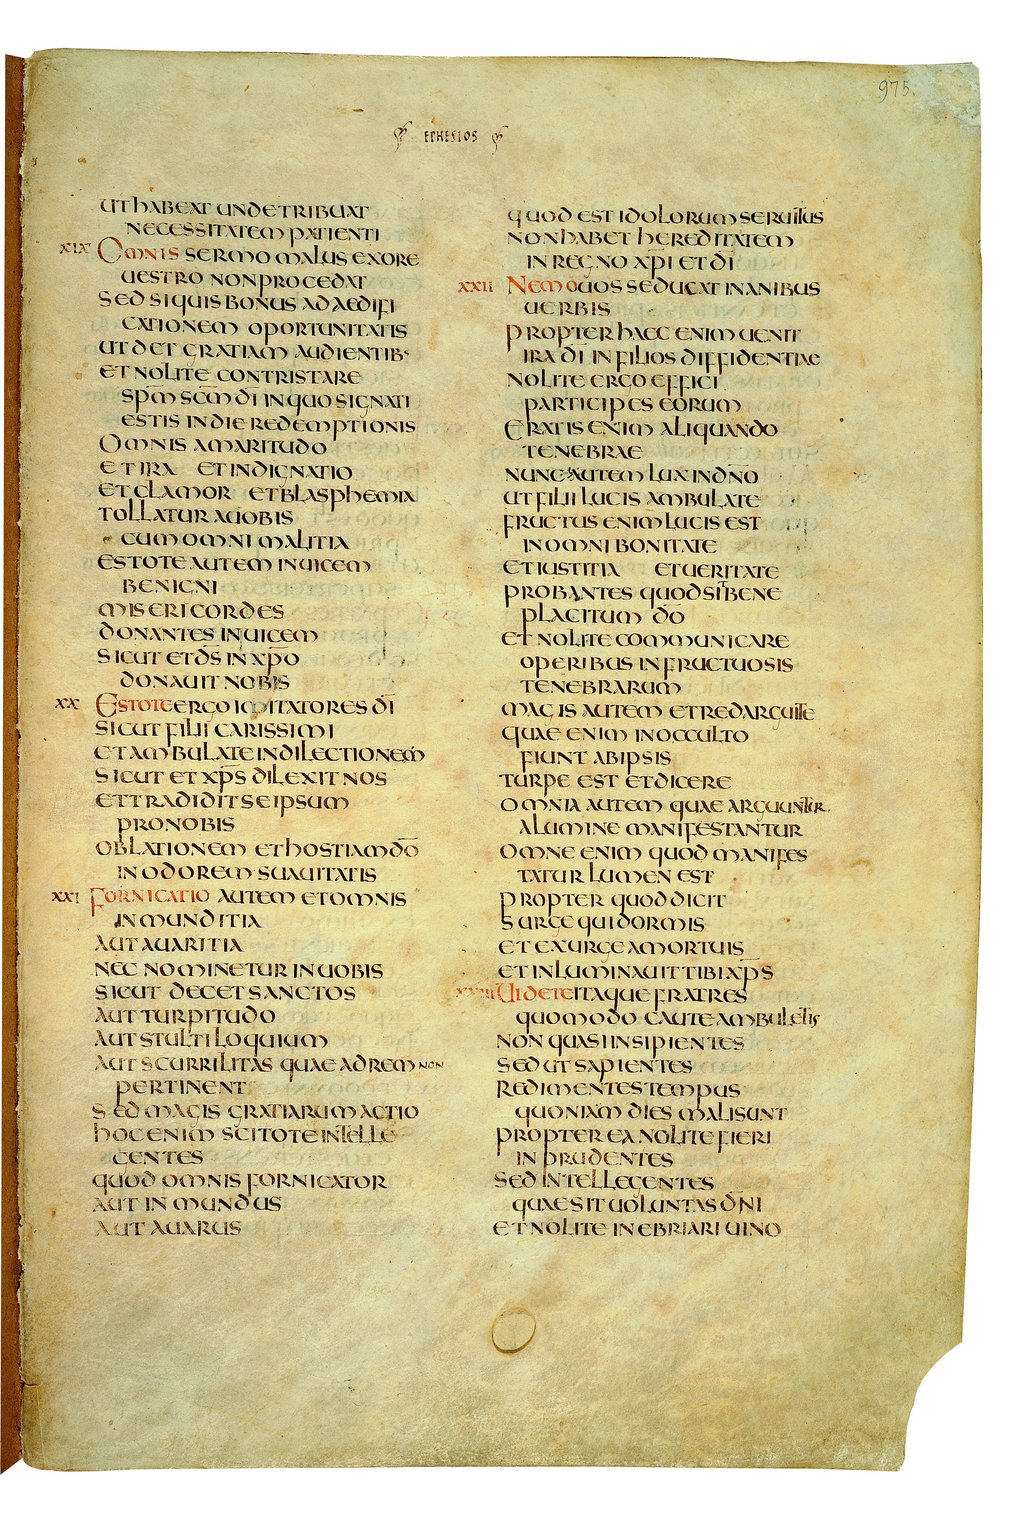 975.
EPHESIOS
UT HABEAT UNDE TRIBUAT
NECESSITATEM PATIENTI
XIX OMNIS SERMO MALUS EX ORE
UESTRO NON PROCEDAT
SED SI QUIS BONUS AD AEDIFI
CATIONEM OPORTUNITATIS
UT DET GRATIAM AUDIENTIB·
ET NOLITE CONTRISTARE
SPM̅ SCM̅ DI̅ IN QUO SIGNATI
ESTIS IN DIE REDEMPTIONIS
OMNIS AMARITUDO
ET IRA ET INDIGNATIO
ET CLAMOR ET BLASPHEMIA
TOLLATUR A UOBIS
CUM OMNI MALITIA
ESTOTE AUTEM INUICEM
BENIGNI
MISERICORDES
DONANTES INUICEM
SICUT ET DS̅ IN XP̅O
DONAUIT NOBIS
XX ESTOTE ERGO IMITATORES DI̅
SICUT FILII CARISSIMI
ET AMBULATE IN DILECTIONEM
SICUT ET XP̅S DILEXIT NOS
ET TRADIDIT SE IPSUM
PRO NOBIS
OBLATIONEM ET HOSTIAM DO̅
IN ODOREM SUAUITATIS
XXI FORNICATIO AUTEM ET OMNIS
INMUNDITIA
AUT AUARITIA
NEC NOMINETUR IN UOBIS
SICUT DECET SANCTOS
AUT TURPITUDO
AUT STULTILOQUIUM
AUT SCURRILITAS QUAE AD REM NON
PERTINENT
SED MAGIS GRATIARUM ACTIO
HOC ENIM SCITOTE INTELLE
GENTES
QUOD OMNIS FORNICATOR
AUT INMUNDUS
AUT AUARUS
QUOD EST IDOLORUM SERUITUS
NON HABET HEREDITATEM
IN REGNO XP̅I ET DI̅
XXII NEMO UOS SEDUCAT INANIBUS
UERBIS
PROPTER HAEC ENIM UENIT
IRA DI̅ IN FILIOS DIFFIDENTIAE
NOLITE ERGO EFFICI
PARTICIPES EORUM
ERATIS ENIM ALIQUANDO
TENEBRAE
NUNC AUTEM LUX IN DN̅O
UT FILII LUCIS AMBULATE
FRUCTUS ENIM LUCIS EST
IN OMNI BONITATE
ET IUSTITIA ET UERITATE
PROBANTES QUOD SIT BENE
PLACITUM DO̅
ET NOLITE COMMUNICARE
OPERIBUS INFRUCTUOSIS
TENEBRARUM
MAGIS AUTEM ET REDARGUITE
QUAE ENIM IN OCCULTO
FIUNT AB IPSIS
TURPE EST ET DICERE
OMNIA AUTEM QUAE ARGUUNTUR
A LUMINE MANIFESTANTUR
OMNE ENIM QUOD MANIFES
TATUR LUMEN EST
PROPTER QUOD DICIT
SURGE QUI DORMIS
ET EXURGE A MORTUIS
ET INLUMINAUIT TIBI XP̅S
XXIII UIDETE ITAQUE FRATRES
QUOMODO CAUTE AMBULETIS
NON QUASI INSIPIENTES
SED UT SAPIENTES
REDIMENTES TEMPUS
QUONIAM DIES MALI SUNT
PROPTER EA NOLITE FIERI
INPRUDENTES
SED INTELLEGENTES
QUAE SIT UOLUNTAS DN̅I
ET NOLITE INEBRIARI UINO